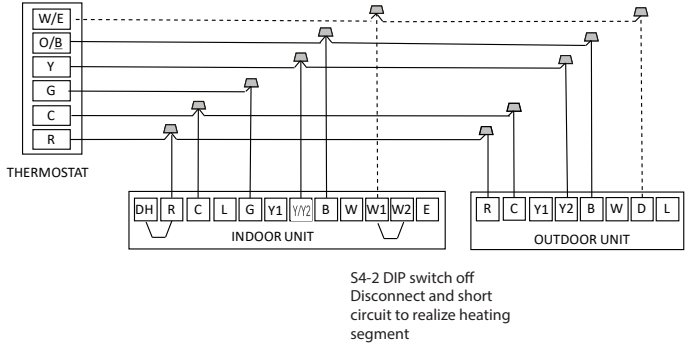 W/E
O/B
Y
G
C
R
THERMOSTAT
DH R C L G Y1 Y/Y2 B W W1 W2 E
INDOOR UNIT
R C Y1 Y2 B W D L
OUTDOOR UNIT
S4-2 DIP switch off
Disconnect and short
circuit to realize heating
segment